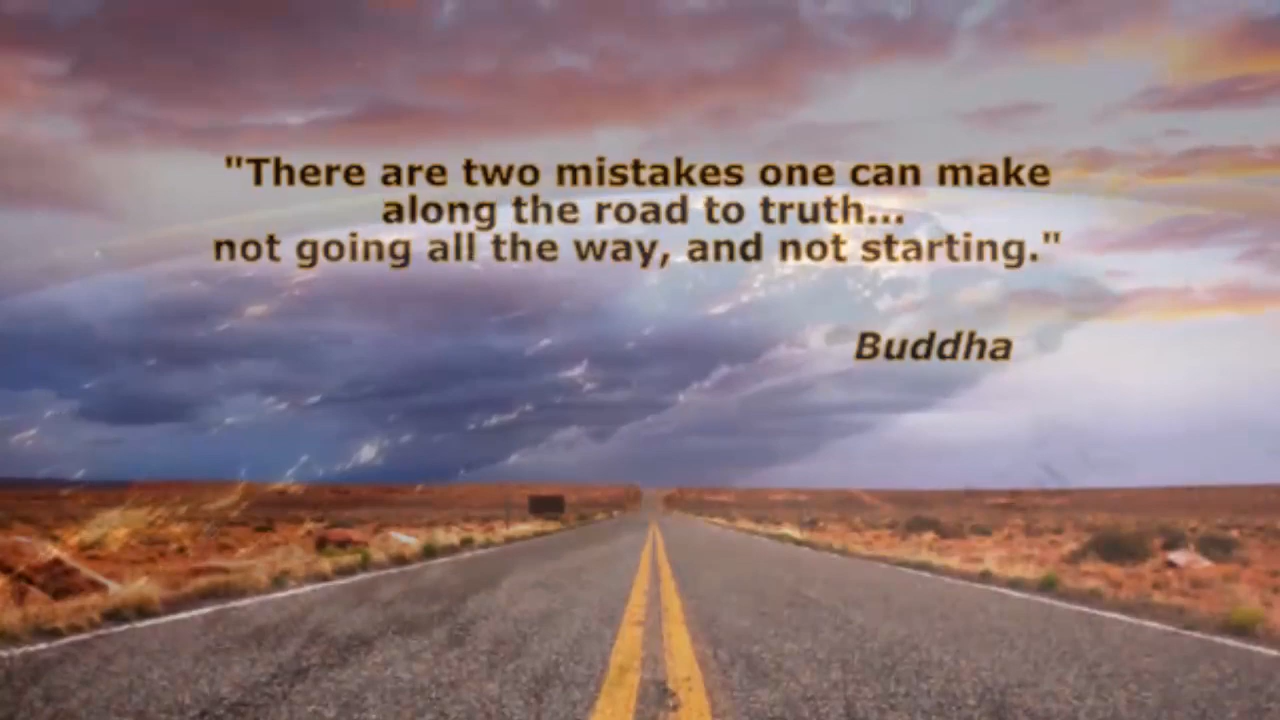 "There are two mistakes one can make
along the road to truth...
not going all the way, and not starting."
Buddha